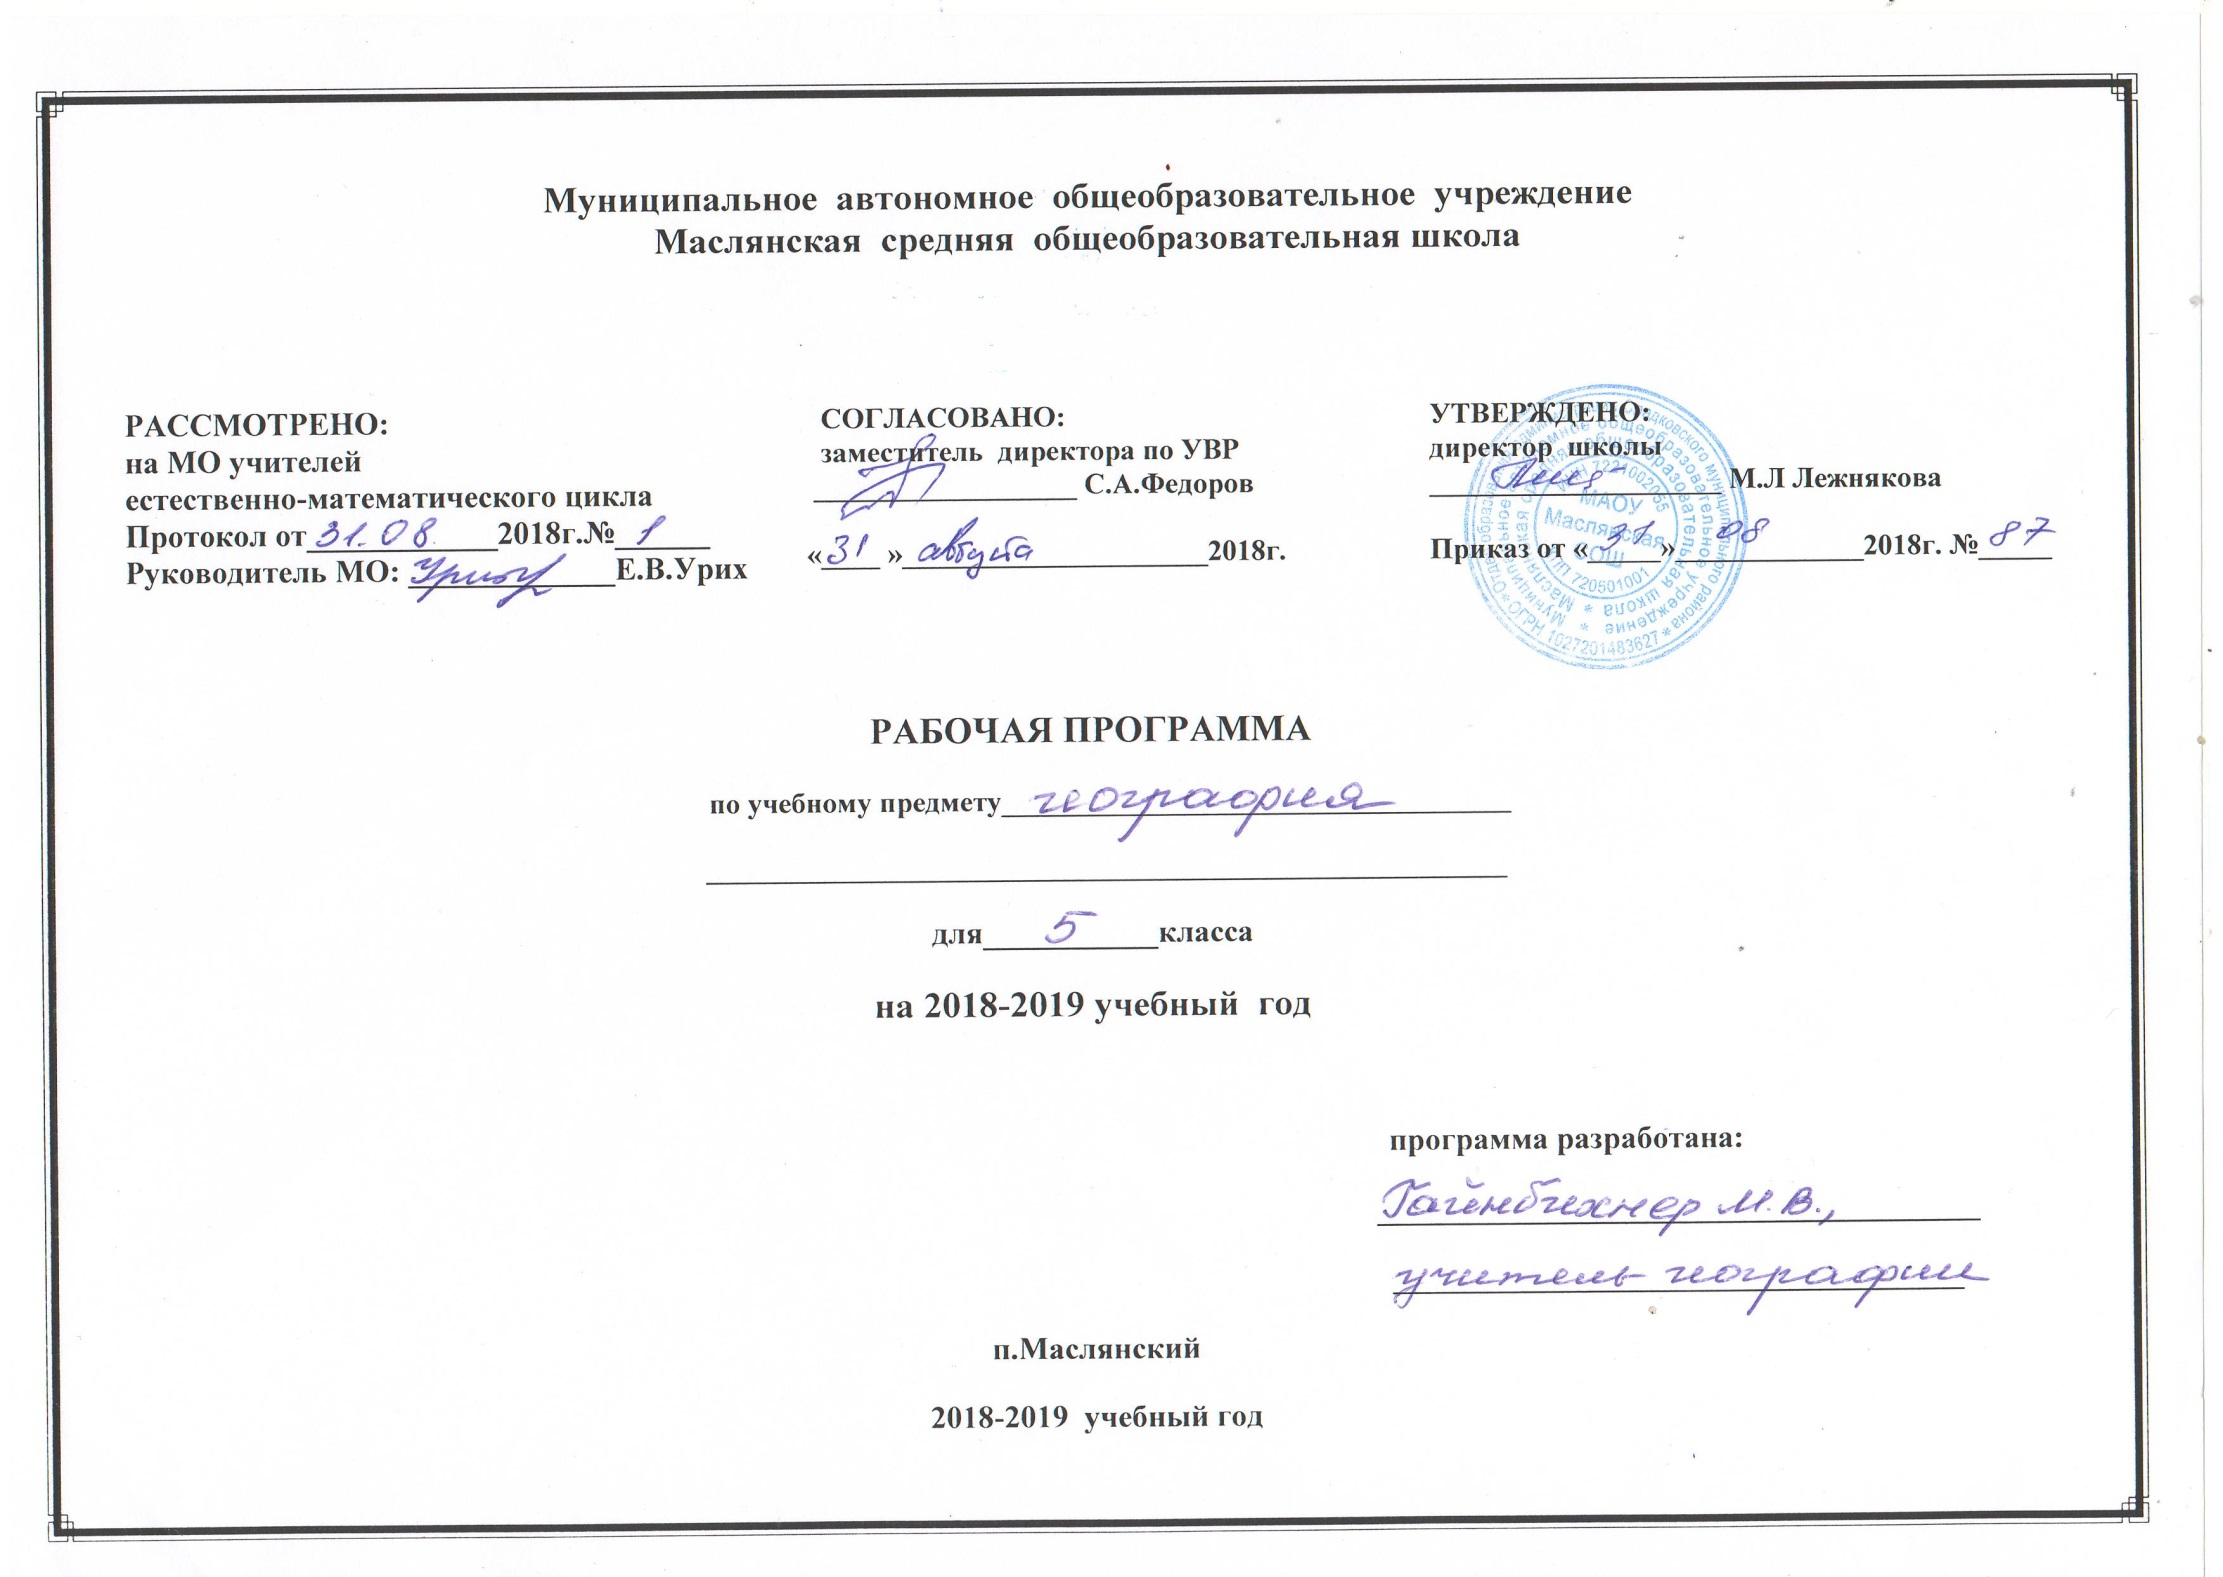 Муниципальное автономное общеобразовательное учреждение
Маслянская средняя общеобразовательная школа
РАССМОТРЕНО:
на МО учителей
естественно-математического цикла
Протокол от 31.08. 2018г.№ 1
Руководитель МО: Е.В.Урих
СОГЛАСОВАНО:
заместитель директора по УВР
С.А.Федоров
«31» августа 2018г.
УТВЕРЖДЕНО:
директор школы
М.Л Лежнякова
Приказ от «31» 08 2018г. № 87
МАОУ
Маслянская
СОШ
ОГРН 1027201483627
РАБОЧАЯ ПРОГРАММА
по учебному предмету география
для 5 класса
на 2018-2019 учебный год
программа разработана:
Гайнбихнер М.В.,
учитель географии
п.Маслянский
2018-2019 учебный год